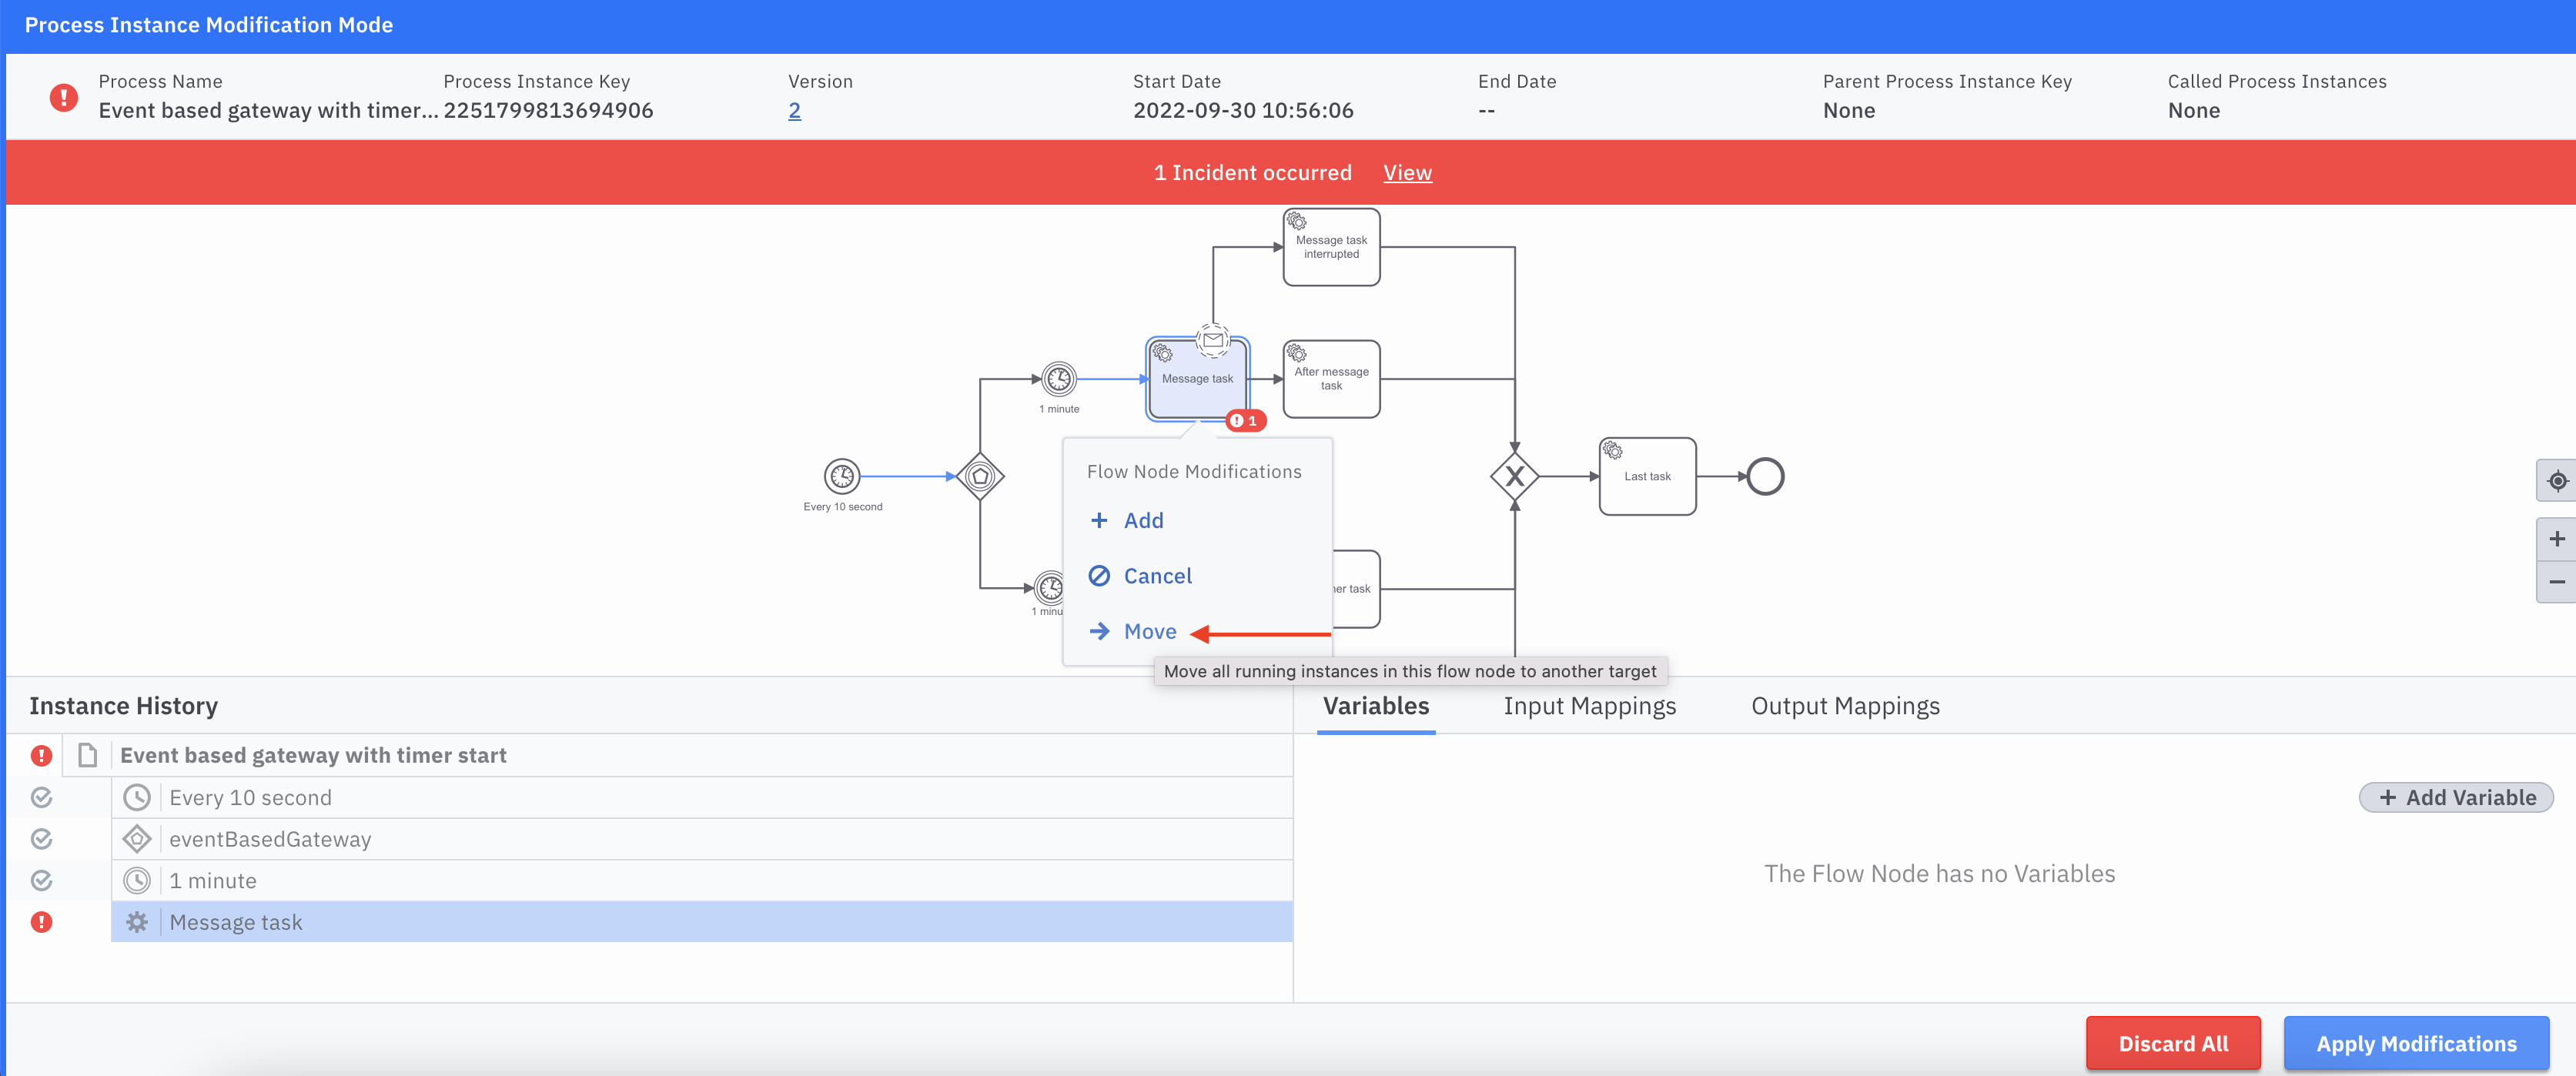 Process Instance Modification Mode
Process Name
Event based gateway with timer...
Process Instance Key
2251799813694906
Version
2
Start Date
2022-09-30 10:56:06
End Date
--
Parent Process Instance Key
None
Called Process Instances
None
1 Incident occurred View
Message task
interrupted
Message task
After message
task
1 minute
1
Every 10 second
Last task
Flow Node Modifications
Add
Cancel
Move
1 minu
er task
Move all running instances in this flow node to another target
Instance History
Event based gateway with timer start
Every 10 second
eventBasedGateway
1 minute
Message task
Variables Input Mappings Output Mappings
+ Add Variable
The Flow Node has no Variables
Discard All
Apply Modifications